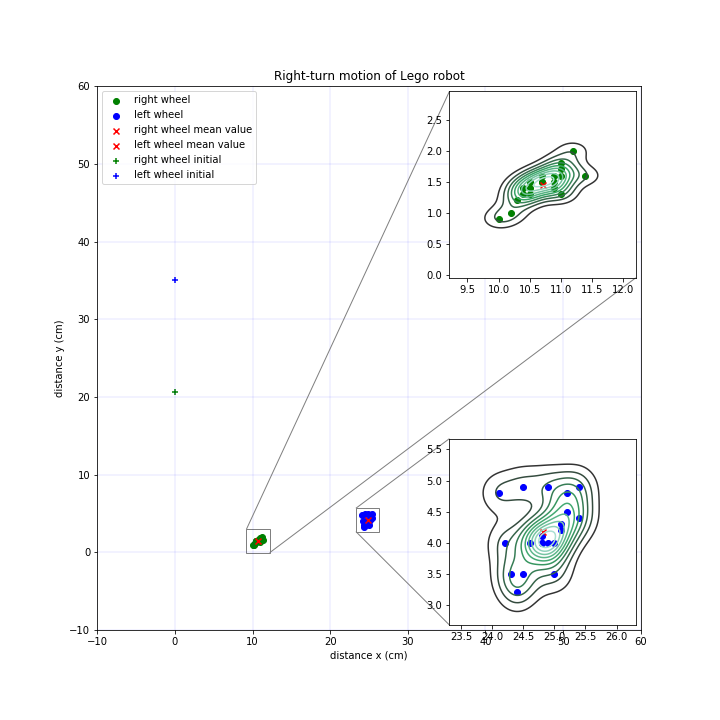 Right-turn motion of Lego robot
right wheel
left wheel
right wheel mean value
left wheel mean value
right wheel initial
left wheel initial
distance y (cm)
60
50
40
30
20
10
0
−10
2.5
2.0
1.5
1.0
0.5
0.0
9.5 10.0 10.5 11.0 11.5 12.0
5.5
5.0
4.5
4.0
3.5
3.0
23.5 24.0 24.5 25.0 25.5 26.0
−10 0 10 20 30 40 50 60
distance x (cm)